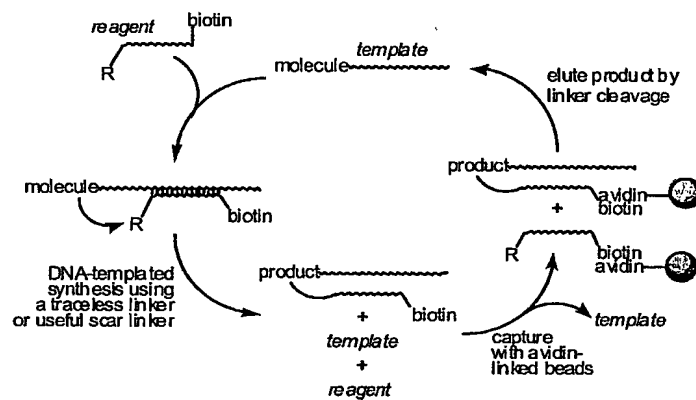 biotin
reagent
R
molecule
template
elute product by
linker cleavage
product
avidin
biotin
+
molecule
R
biotin
R
biotin
avidin
DNA-templated
synthesis using
a traceless linker
or useful scar linker
product
biotin
+
template
+
reagent
template
capture
with avidin-
linked beads